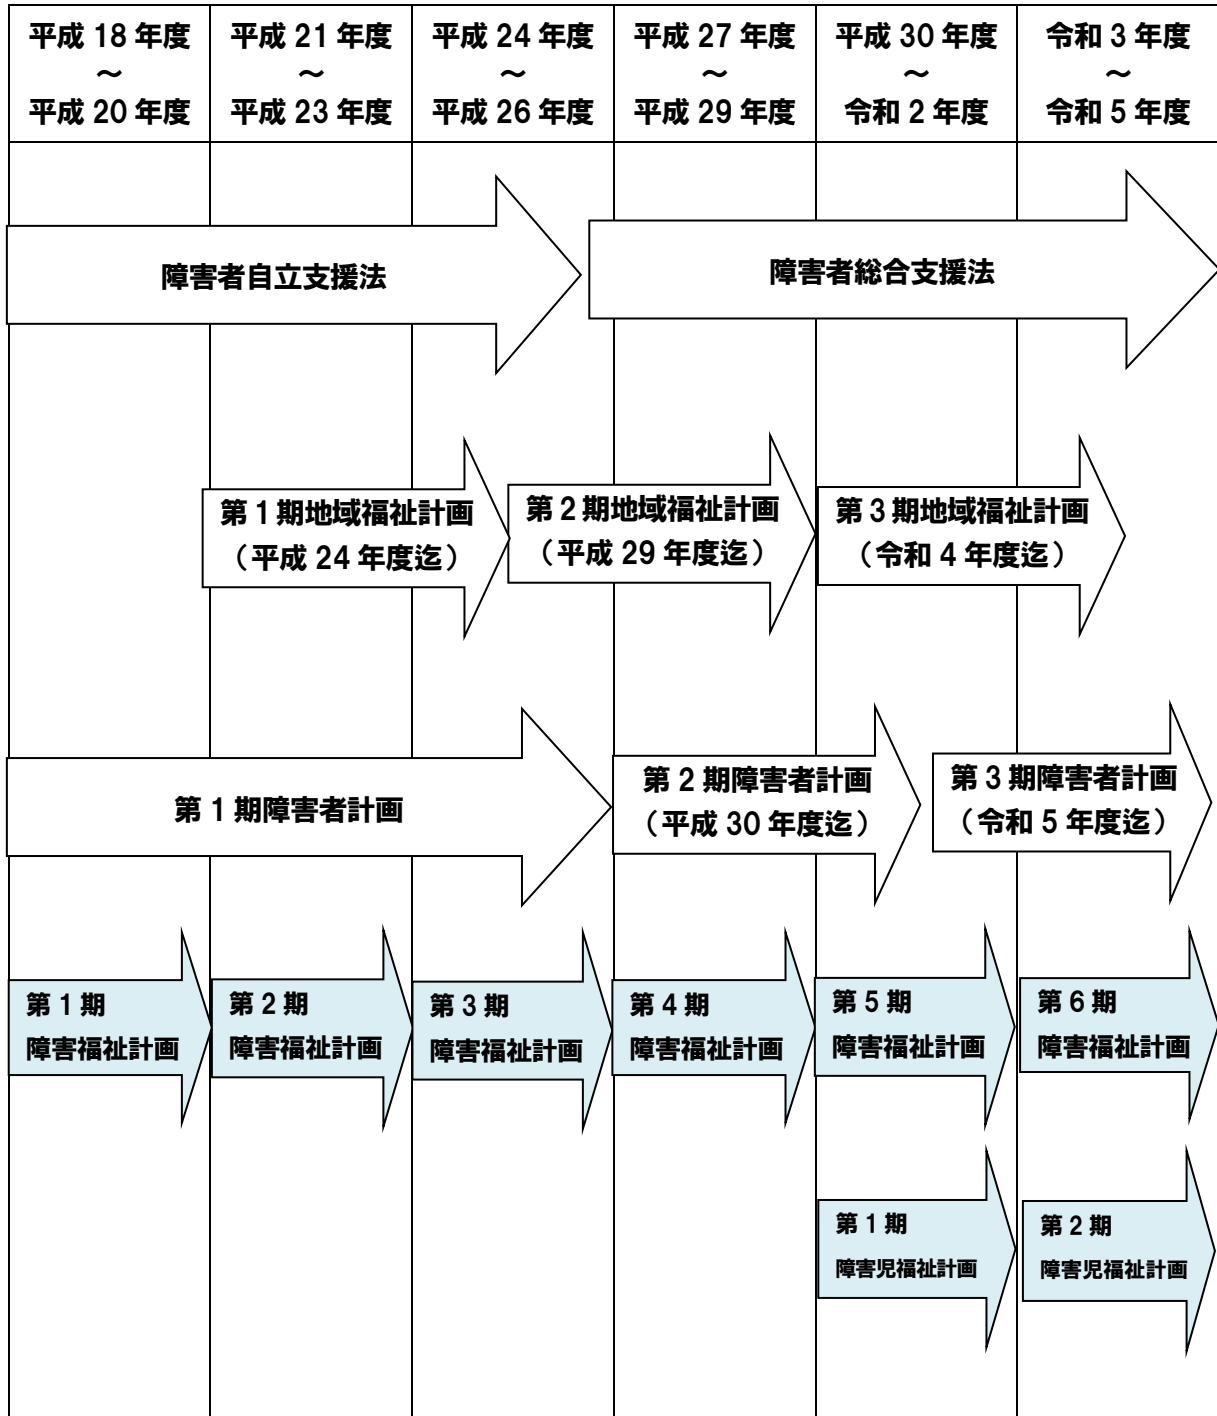 平成 18 年度
～
平成 20 年度
平成 21 年度
～
平成 23 年度
平成 24 年度
～
平成 26 年度
平成 27 年度
～
平成 29 年度
平成 30 年度
～
令和 2 年度
令和 3 年度
～
令和 5 年度
障害者自立支援法
障害者総合支援法
第 1 期地域福祉計画
（平成 24 年度迄）
第 2 期地域福祉計画
（平成 29 年度迄）
第 3 期地域福祉計画
（令和 4 年度迄）
第 1 期障害者計画
第 2 期障害者計画
（平成 30 年度迄）
第 3 期障害者計画
（令和 5 年度迄）
第 1 期
障害福祉計画
第 2 期
障害福祉計画
第 3 期
障害福祉計画
第 4 期
障害福祉計画
第 5 期
障害福祉計画
第 6 期
障害福祉計画
第 1 期
障害児福祉計画
第 2 期
障害児福祉計画